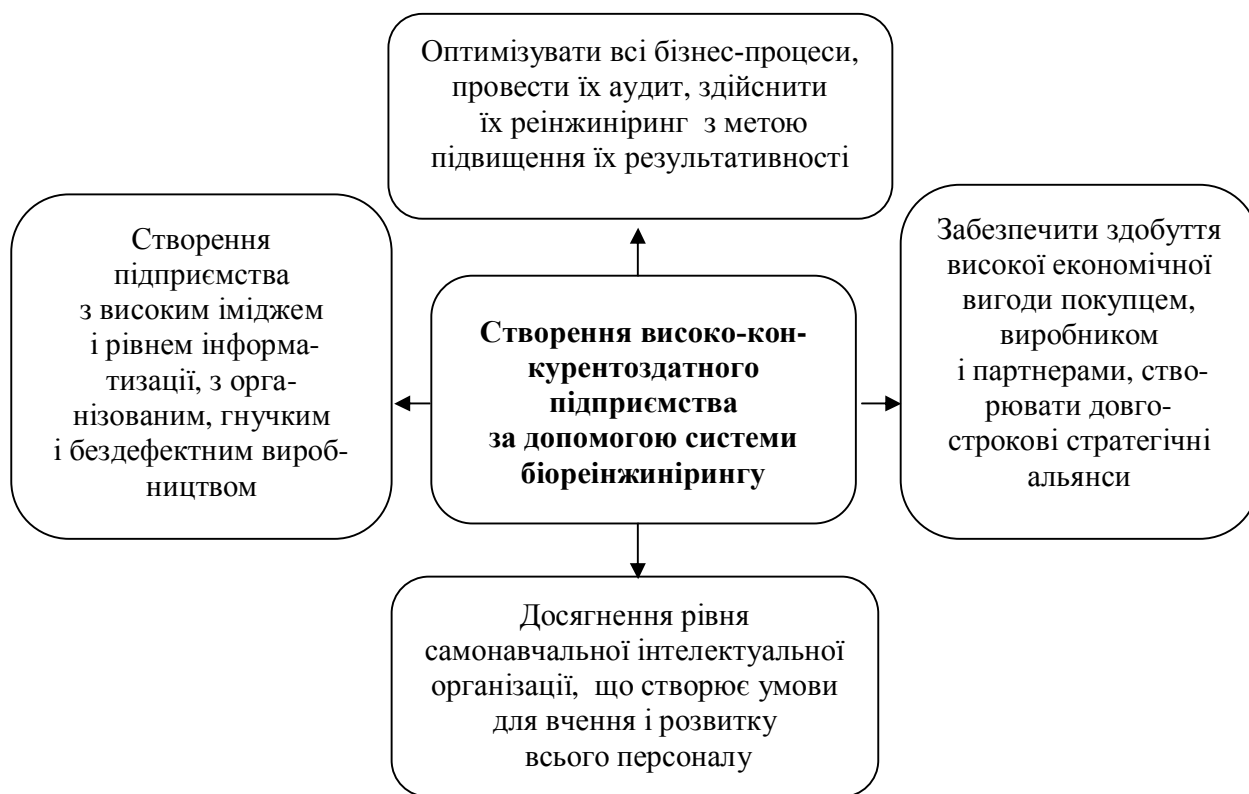 Оптимізувати всі бізнес-процеси,
провести їх аудит, здійснити
їх реінжиніринг з метою
підвищення їх результативності
Створення
підприємства
з високим іміджем
і рівнем інформа-
тизації, з орга-
нізованим, гнучким
і бездефектним вироб-
ництвом
Створення високо-кон-
курентоздатного
підприємства
за допомогою системи
біореінжинірингу
Забезпечити здобуття
високої економічної
вигоди покупцем,
виробником
і партнерами, ство-
рювати довго-
строкові стратегічні
альянси
Досягнення рівня
самонавчальної інтелектуальної
організації, що створює умови
для вчення і розвитку
всього персоналу